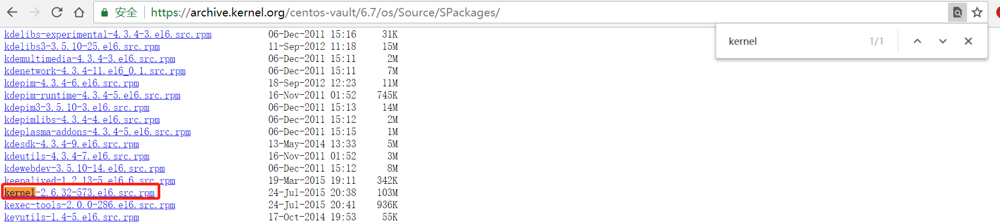 安全 https://archive.kernel.org/centos-vault/6.7/os/Source/SPackages/
kernel 1/1
kdelibs-experimental-4.3.4-3.el6.src.rpm 06-Dec-2011 15:16 31K
kdelibs3-3.5.10-25.el6.src.rpm 11-Sep-2012 11:18 15M
kdemultimedia-4.3.4-3.el6.src.rpm 06-Dec-2011 15:11 2M
kdenetwork-4.3.4-11.el6_0.1.src.rpm 06-Dec-2011 15:11 7M
kdepim-4.3.4-6.el6.src.rpm 18-Sep-2012 12:23 11M
kdepim-runtime-4.3.4-5.el6.src.rpm 16-Nov-2011 01:52 745K
kdepim3-3.5.10-3.el6.src.rpm 06-Dec-2011 15:13 14M
kdepimlibs-4.3.4-4.el6.src.rpm 06-Dec-2011 15:12 2M
kdeplasma-addons-4.3.4-5.el6.src.rpm 06-Dec-2011 15:15 1M
kdesdk-4.3.4-9.el6.src.rpm 13-May-2014 13:33 5M
kdeutils-4.3.4-7.el6.src.rpm 16-Nov-2011 01:52 3M
kdewebdev-3.5.10-14.el6.src.rpm 06-Dec-2011 15:12 8M
keepalived-1.2.13-5.el6_6.src.rpm 19-Mar-2015 19:11 342K
kernel-2.6.32-573.el6.src.rpm 24-Jul-2015 20:38 103M
kexec-tools-2.0.0-286.el6.src.rpm 24-Jul-2015 20:41 936K
keyutils-1.4-5.el6.src.rpm 17-Oct-2014 19:53 55K